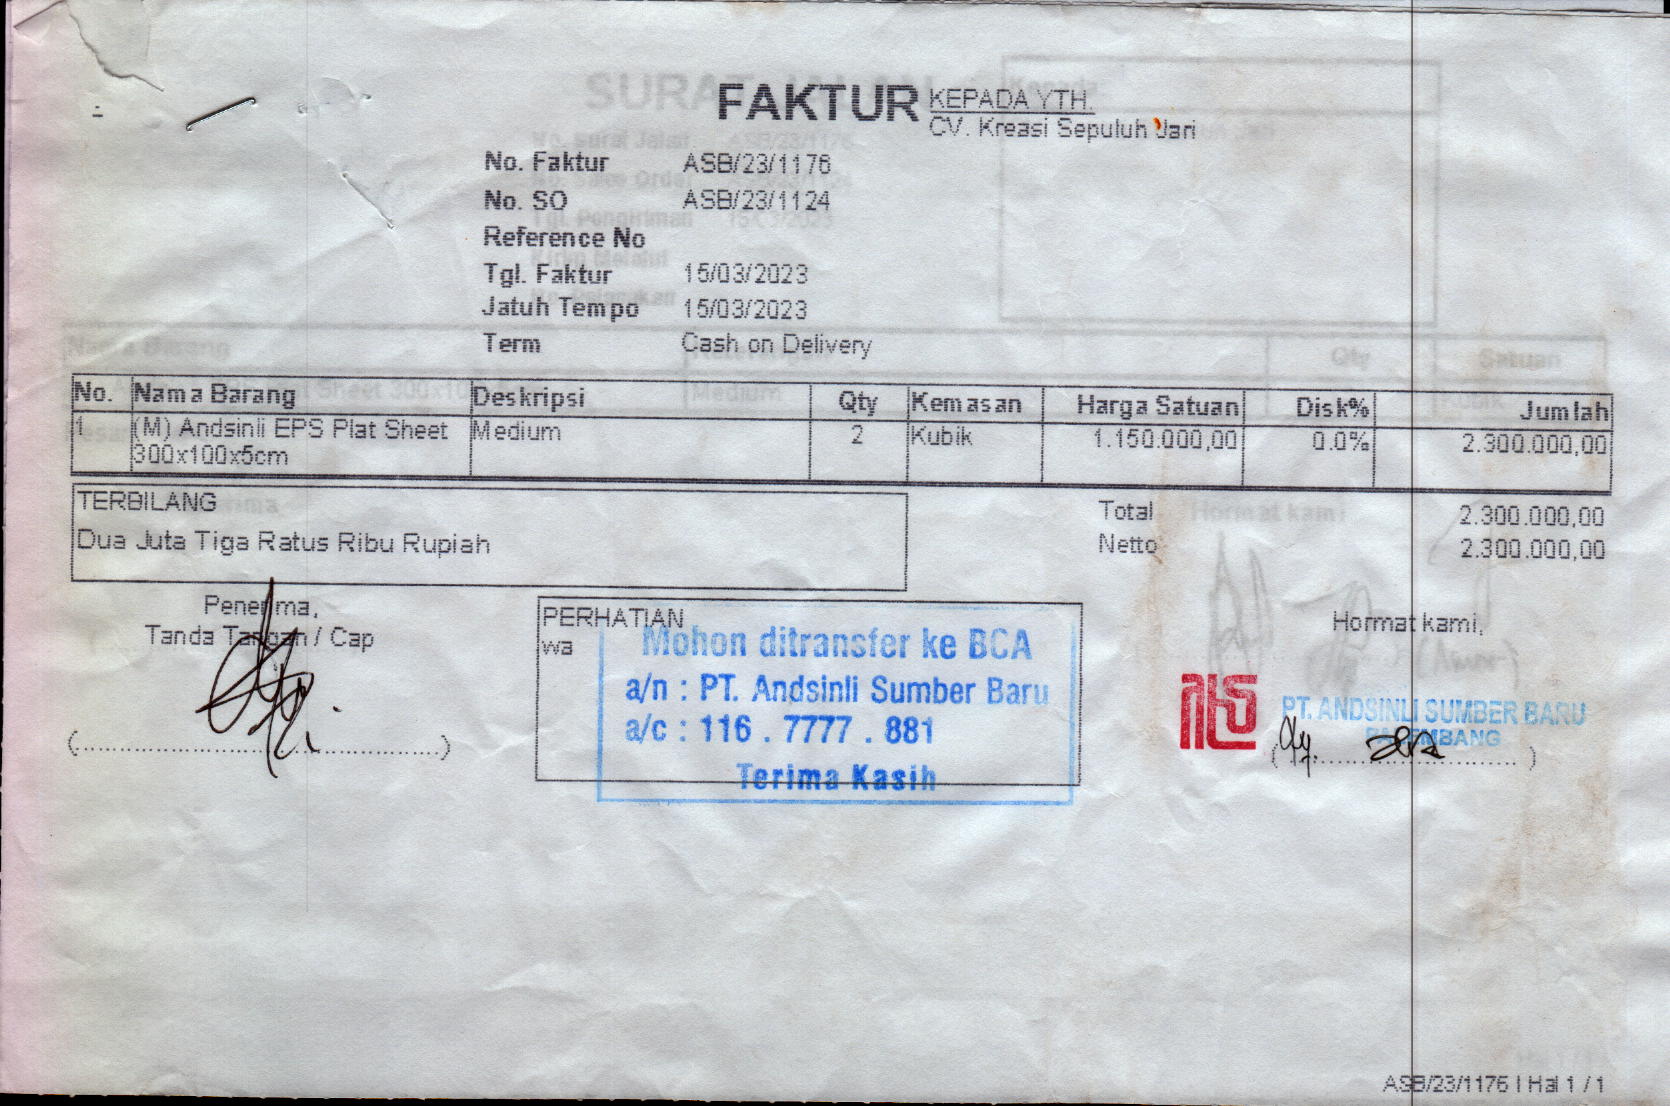 FAKTUR
KEPADA YTH.
CV. Kreasi Sepuluh Jari
No. Faktur ASB/23/1176
No. SO ASB/23/1124
Reference No
Tgl. Faktur 15/03/2023
Jatuh Tempo 15/03/2023
Term Cash on Delivery
No. Nama Barang Deskripsi Qty Kemasan Harga Satuan Disk% Jumlah
1 (M) Andsinli EPS Plat Sheet Medium 2 Kubik 1.150.000,00 0.0% 2.300.000,00
300x100x5cm
TERBILANG
Dua Juta Tiga Ratus Ribu Rupiah
Total 2.300.000,00
Netto 2.300.000,00
Penerima,
Tanda Tangan / Cap
PERHATIAN
wa
Mohon ditransfer ke BCA
a/n : PT. Andsinli Sumber Baru
a/c : 116 . 7777 . 881
Terima Kasih
Hormat kami,
PT. ANDSINLI SUMBER BARU
PALEMBANG
ASB/23/1176 | Hal 1 / 1